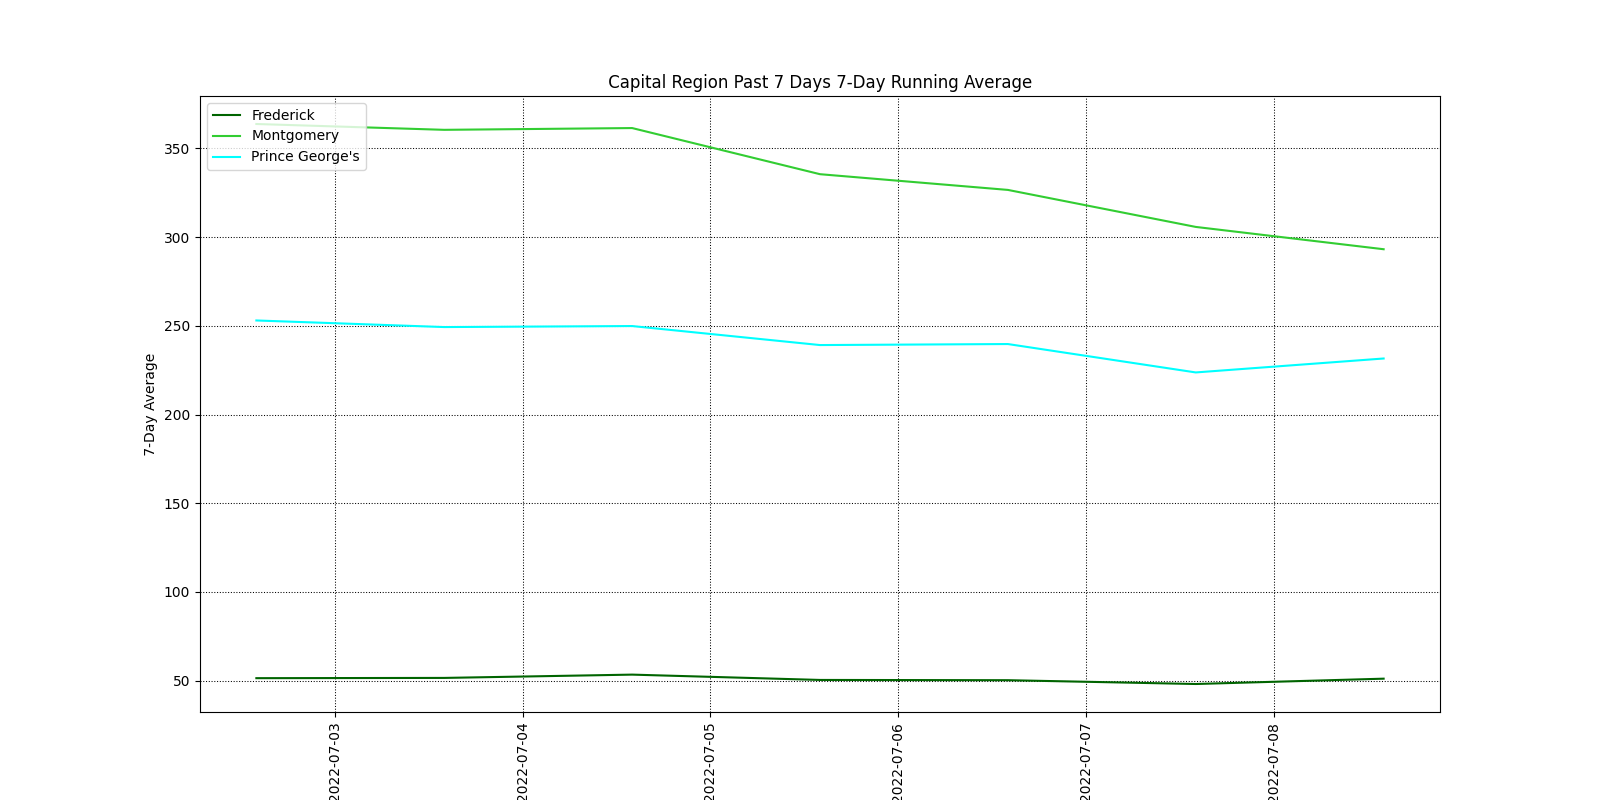 Capital Region Past 7 Days 7-Day Running Average
Frederick
Montgomery
Prince George's
7-Day Average
350
300
250
200
150
100
50
2022-07-03
2022-07-04
2022-07-05
2022-07-06
2022-07-07
2022-07-08